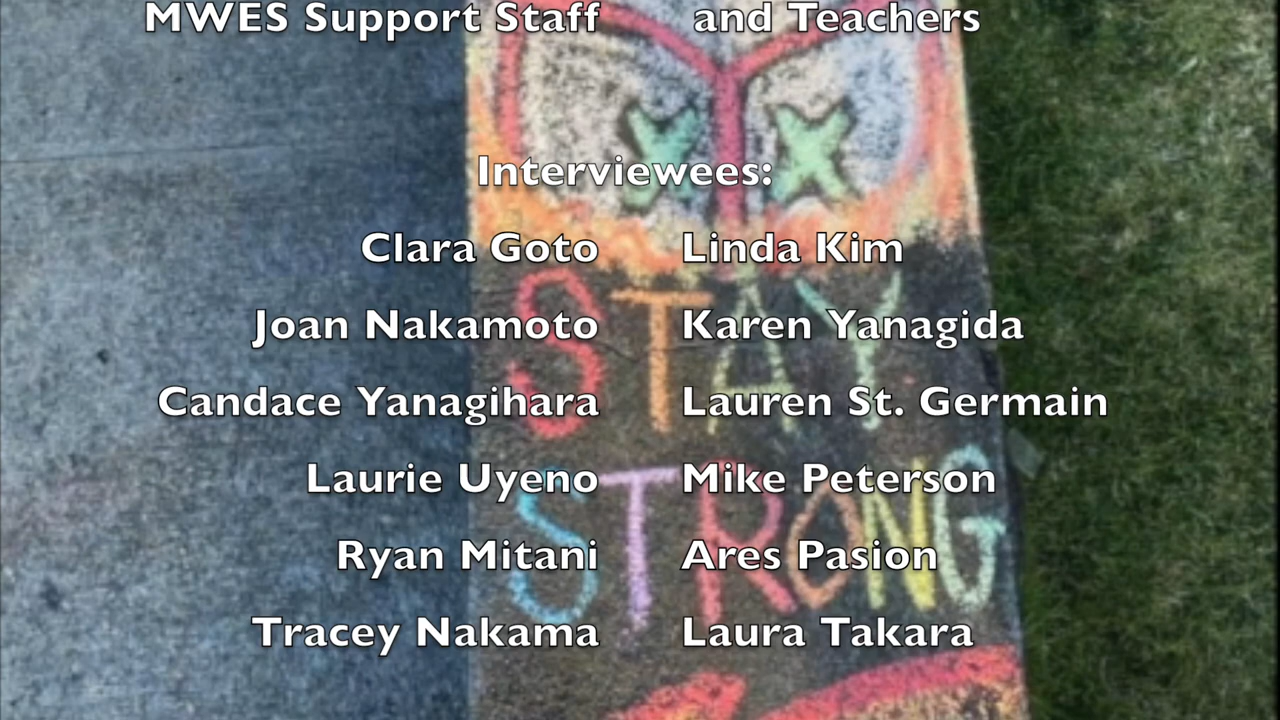 MWES Support Staff and Teachers
Interviewees:
Clara Goto Linda Kim
Joan Nakamoto Karen Yanagida
Candace Yanagihara Lauren St. Germain
Laurie Uyeno Mike Peterson
Ryan Mitani Ares Pasion
Tracey Nakama Laura Takara
STAY
STRONG